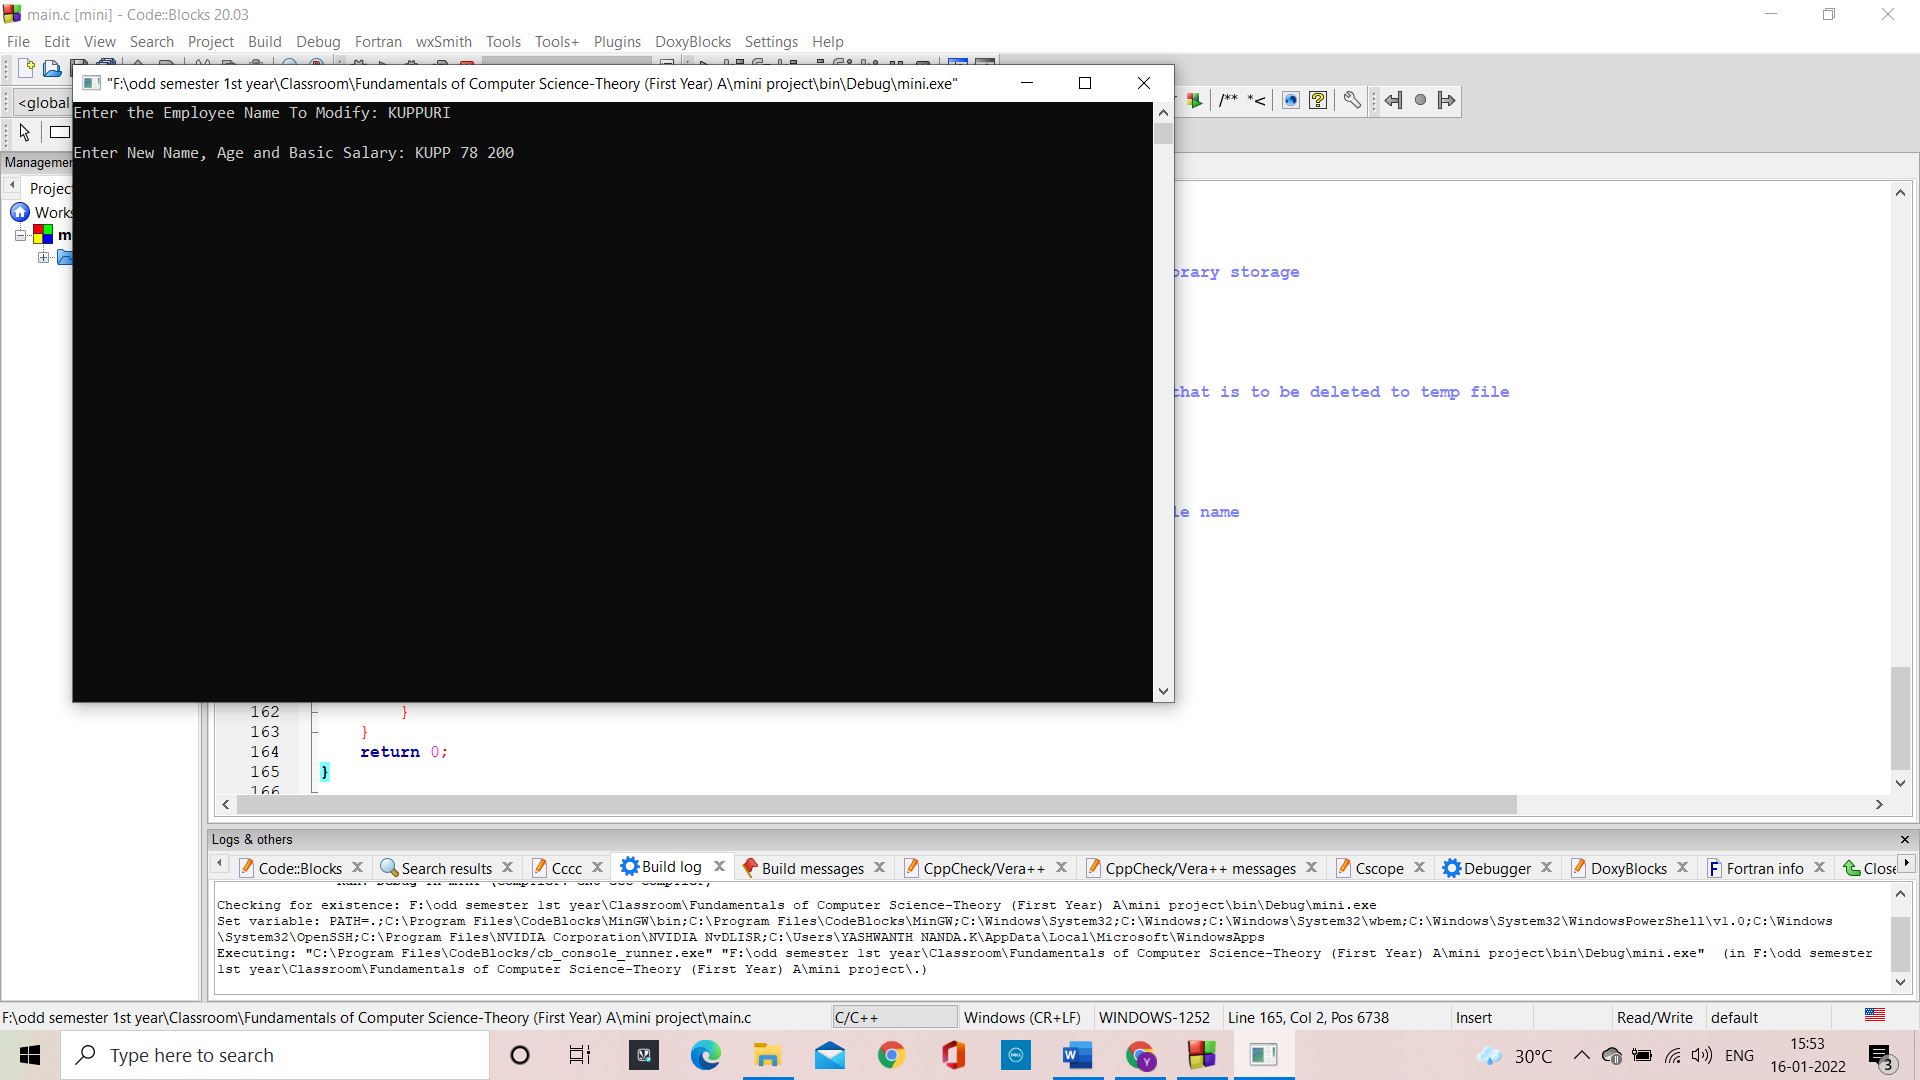 main.c [mini] - Code::Blocks 20.03
File Edit View Search Project Build Debug Fortran wxSmith Tools Tools+ Plugins DoxyBlocks Settings Help
"F:\odd semester 1st year\Classroom\Fundamentals of Computer Science-Theory (First Year) A\mini project\bin\Debug\mini.exe"
<global
/** *<
Enter the Employee Name To Modify: KUPPURI
Enter New Name, Age and Basic Salary: KUPP 78 200
Managemen
Projec
Works
m
orary storage
that is to be deleted to temp file
le name
162 }
163 }
164 return 0;
165 }
166
Logs & others
Code::Blocks Search results Cccc Build log Build messages CppCheck/Vera++ CppCheck/Vera++ messages Cscope Debugger DoxyBlocks Fortran info Close
Checking for existence: F:\odd semester 1st year\Classroom\Fundamentals of Computer Science-Theory (First Year) A\mini project\bin\Debug\mini.exe
Set variable: PATH=.;C:\Program Files\CodeBlocks\MinGW\bin;C:\Program Files\CodeBlocks\MinGW;C:\Windows\System32;C:\Windows;C:\Windows\System32\wbem;C:\Windows\System32\WindowsPowerShell\v1.0;C:\Windows
\System32\OpenSSH;C:\Program Files\NVIDIA Corporation\NVIDIA NvDLISR;C:\Users\YASHWANTH NANDA.K\AppData\Local\Microsoft\WindowsApps
Executing: "C:\Program Files\CodeBlocks/cb_console_runner.exe" "F:\odd semester 1st year\Classroom\Fundamentals of Computer Science-Theory (First Year) A\mini project\bin\Debug\mini.exe" (in F:\odd semester
1st year\Classroom\Fundamentals of Computer Science-Theory (First Year) A\mini project\.)
F:\odd semester 1st year\Classroom\Fundamentals of Computer Science-Theory (First Year) A\mini project\main.c C/C++ Windows (CR+LF) WINDOWS-1252 Line 165, Col 2, Pos 6738 Insert Read/Write default
Type here to search
30°C ENG
15:53
16-01-2022
3